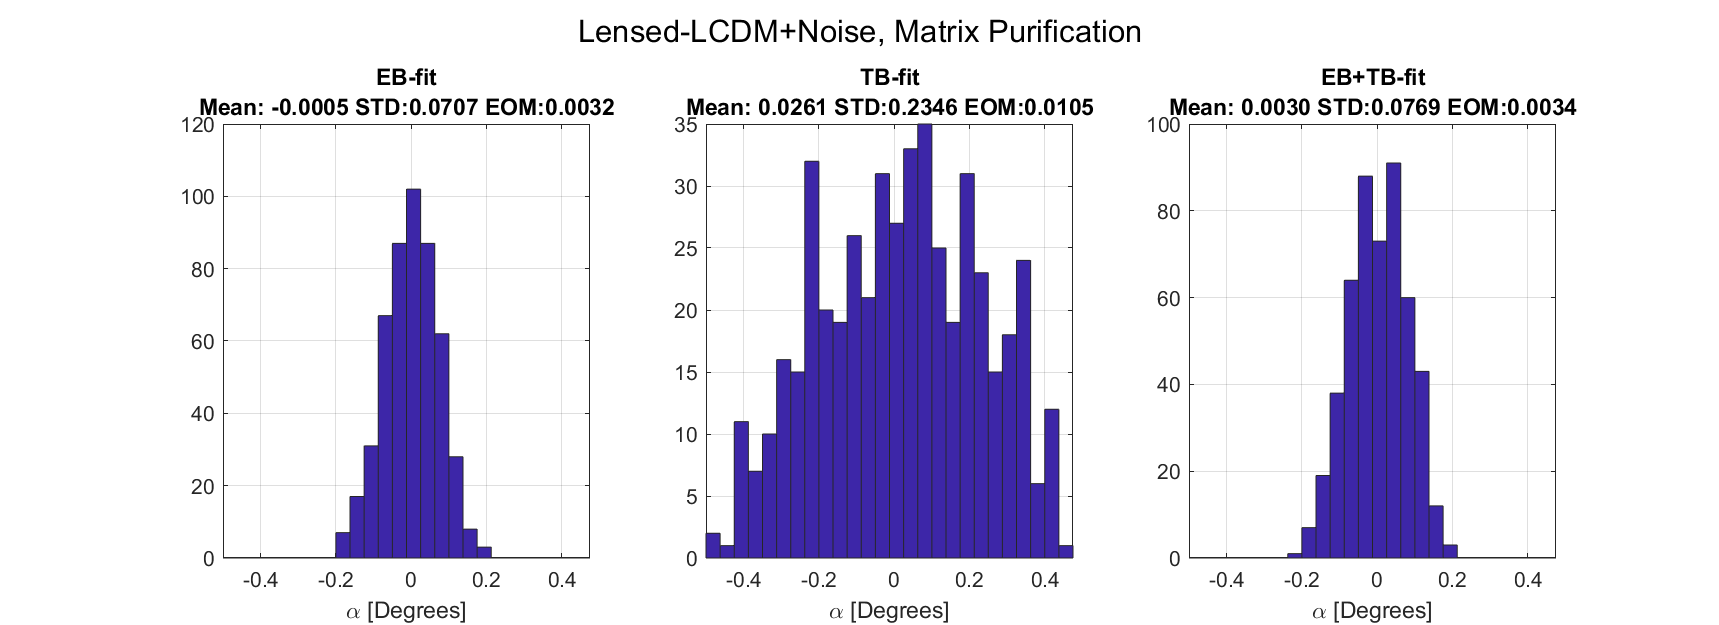 Lensed-LCDM+Noise, Matrix Purification
EB-fit
Mean: -0.0005 STD:0.0707 EOM:0.0032
120
100
80
60
40
20
0
-0.4 -0.2 0 0.2 0.4
α [Degrees]
TB-fit
Mean: 0.0261 STD:0.2346 EOM:0.0105
35
30
25
20
15
10
5
0
-0.4 -0.2 0 0.2 0.4
α [Degrees]
EB+TB-fit
Mean: 0.0030 STD:0.0769 EOM:0.0034
100
80
60
40
20
0
-0.4 -0.2 0 0.2 0.4
α [Degrees]